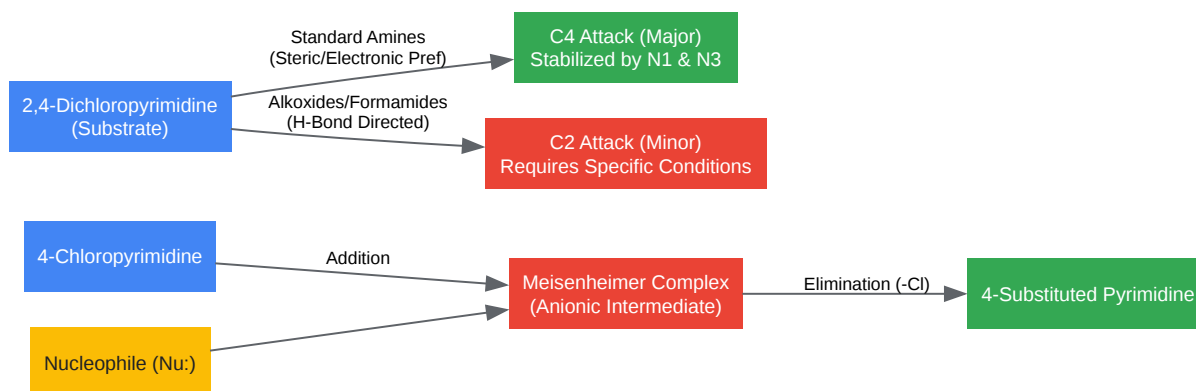 Standard Amines
(Steric/Electronic Pref)
C4 Attack (Major)
Stabilized by N1 & N3
2,4-Dichloropyrimidine
(Substrate)
Alkoxides/Formamides
(H-Bond Directed)
C2 Attack (Minor)
Requires Specific Conditions
4-Chloropyrimidine
Addition
Meisenheimer Complex
(Anionic Intermediate)
Elimination (-Cl)
4-Substituted Pyrimidine
Nucleophile (Nu:)